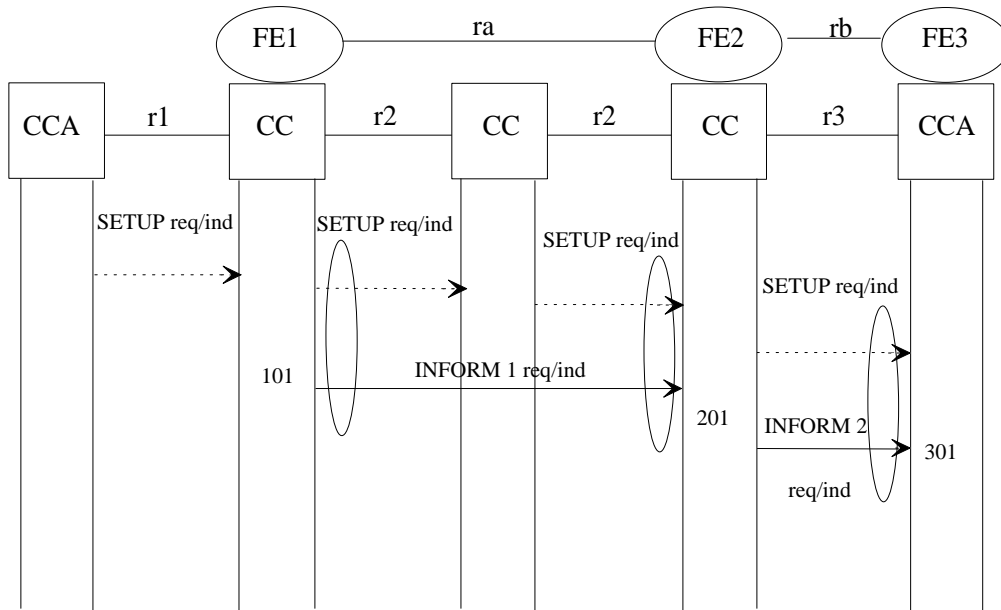 FE1
ra
FE2
rb
FE3
CCA
r1
CC
r2
CC
r2
CC
r3
CCA
SETUP req/ind
SETUP req/ind
SETUP req/ind
SETUP req/ind
101
INFORM 1 req/ind
201
INFORM 2
301
req/ind